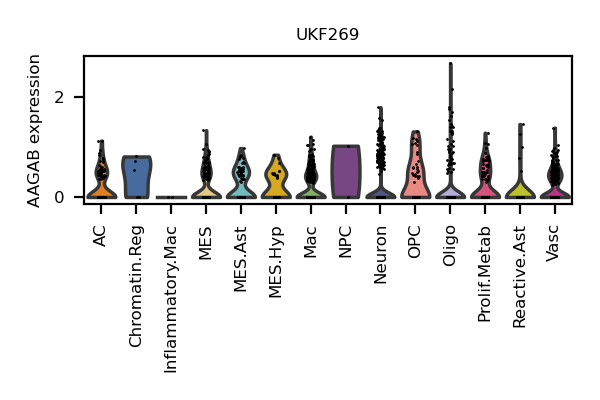 UKF269
AAGAB expression
2
0
AC
Chromatin.Reg
Inflammatory.Mac
MES
MES.Ast
MES.Hyp
Mac
NPC
Neuron
OPC
Oligo
Prolif.Metab
Reactive.Ast
Vasc